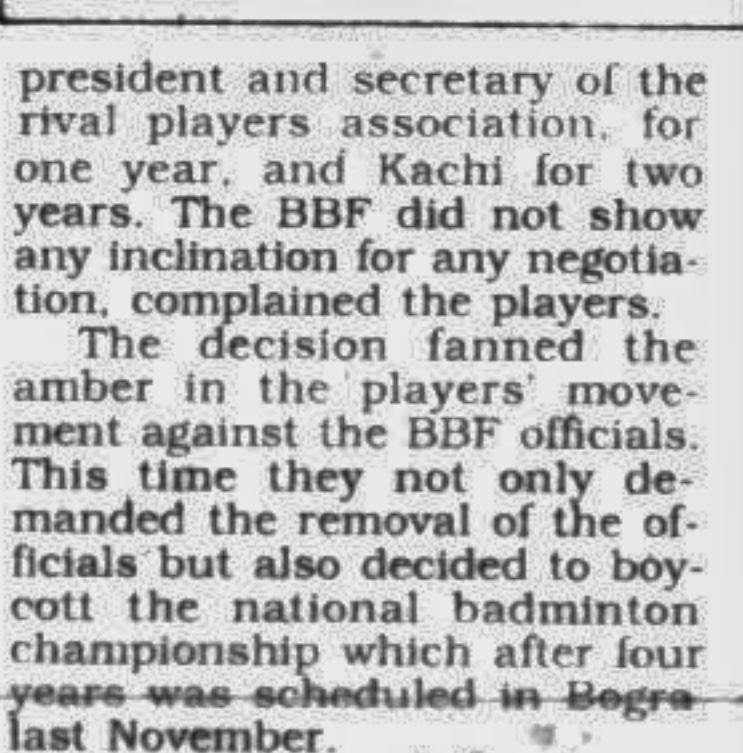 president and secretary of the
rival players association, for
one year, and Kachi for two
years. The BBF did not show
any inclination for any negotia-
tion, complained the players.
The decision fanned the
amber in the players' move-
ment against the BBF officials.
This time they not only de-
manded the removal of the of-
ficials but also decided to boy-
cott the national badminton
championship which after four
years was scheduled in Bogra
last November.